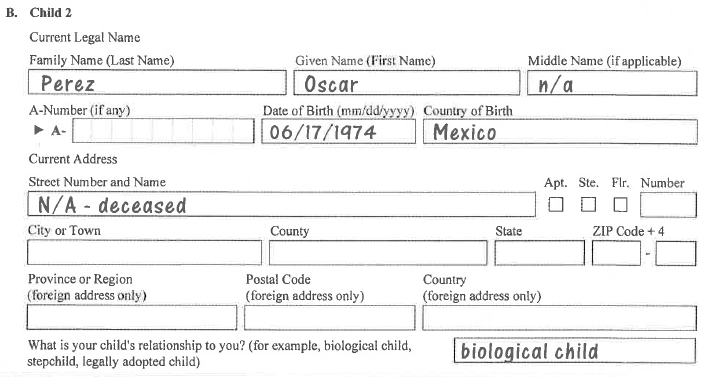 B. Child 2
Current Legal Name
Family Name (Last Name) Given Name (First Name) Middle Name (if applicable)
Perez Oscar n/a
A-Number (if any) Date of Birth (mm/dd/yyyy) Country of Birth
► A- 06/17/1974 Mexico
Current Address
Street Number and Name Apt. Ste. Flr. Number
N/A - deceased
City or Town County State ZIP Code + 4
-
Province or Region Postal Code Country
(foreign address only) (foreign address only) (foreign address only)
What is your child's relationship to you? (for example, biological child, biological child
stepchild, legally adopted child)